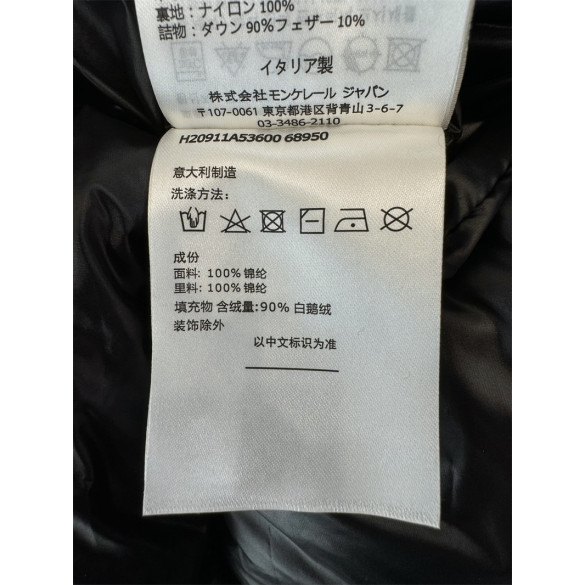 裏地：ナイロン 100%
詰物：ダウン 90%フェザー 10%
イタリア製
株式会社モンケレール ジャパン
〒107-0061 東京都港区背青山3-6-7
03-3486-2110
H20911A53600 68950
意大利制造
洗涤方法：
成份
面料: 100%锦纶
里料: 100%锦纶
填充物 含绒量:90% 白鹅绒
装饰除外
以中文标识为准